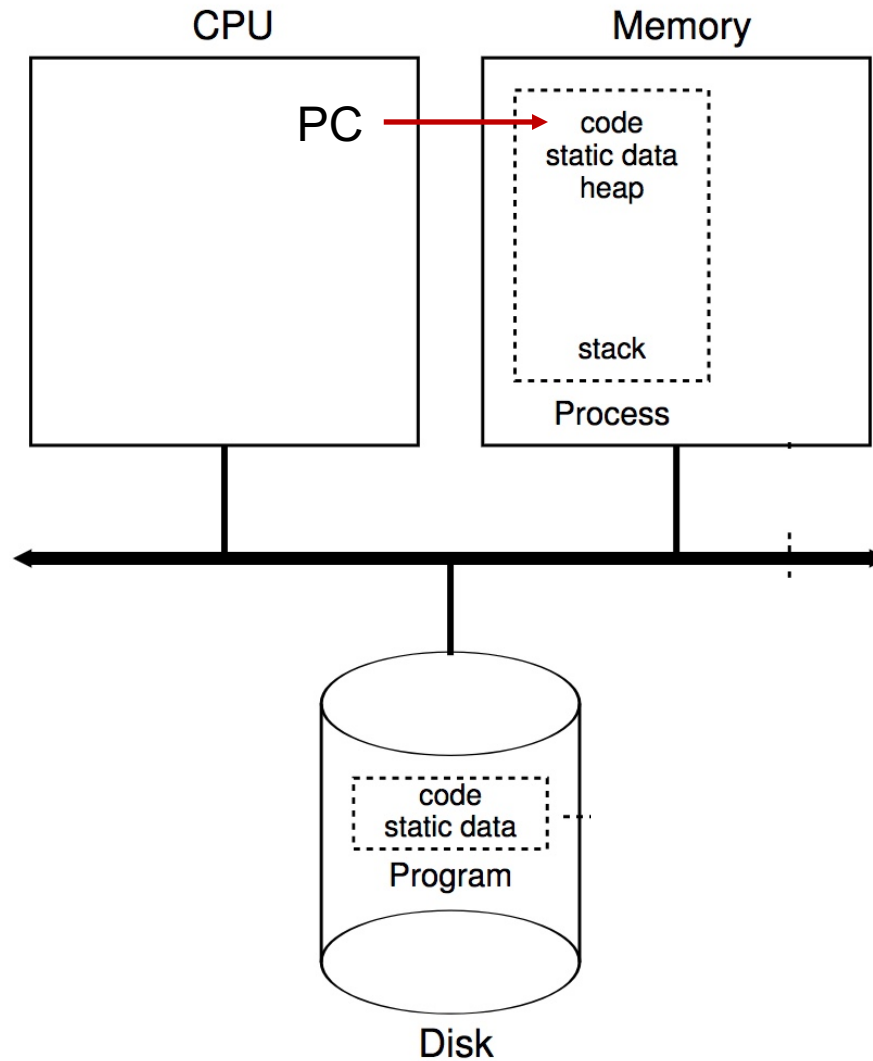 CPU
Memory
PC
code
static data
heap
stack
Process
code
static data
Program
Disk